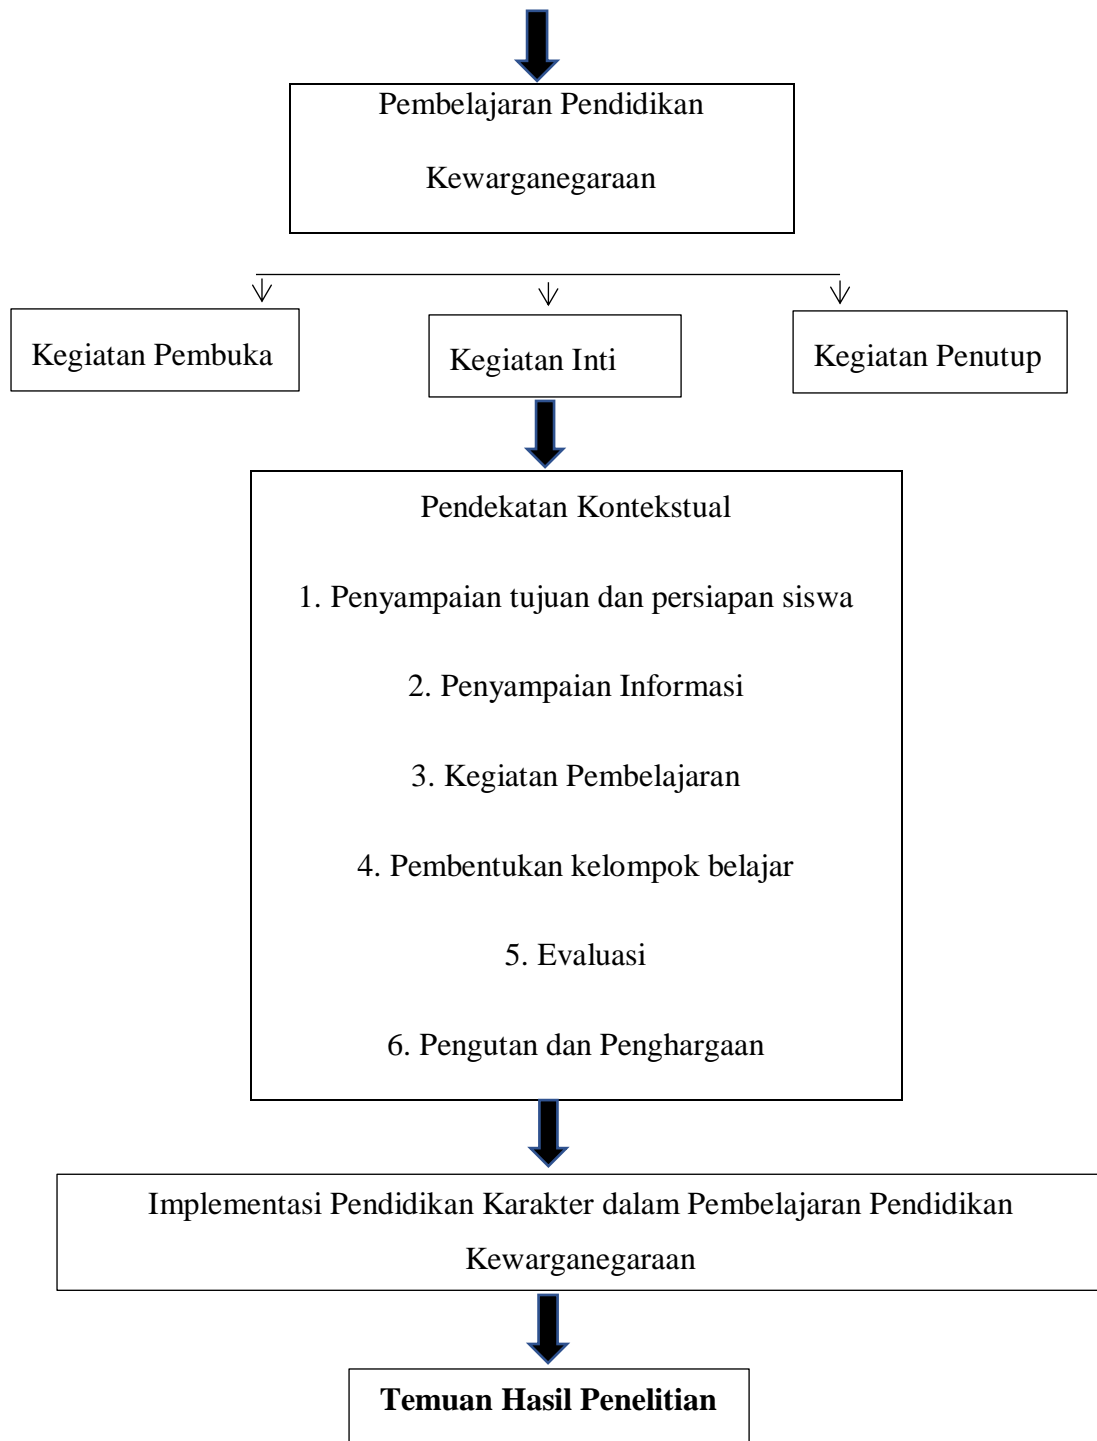 Pembelajaran Pendidikan
Kewarganegaraan
Kegiatan Pembuka
Kegiatan Inti
Kegiatan Penutup
Pendekatan Kontekstual
1. Penyampaian tujuan dan persiapan siswa
2. Penyampaian Informasi
3. Kegiatan Pembelajaran
4. Pembentukan kelompok belajar
5. Evaluasi
6. Pengutan dan Penghargaan
Implementasi Pendidikan Karakter dalam Pembelajaran Pendidikan
Kewarganegaraan
Temuan Hasil Penelitian